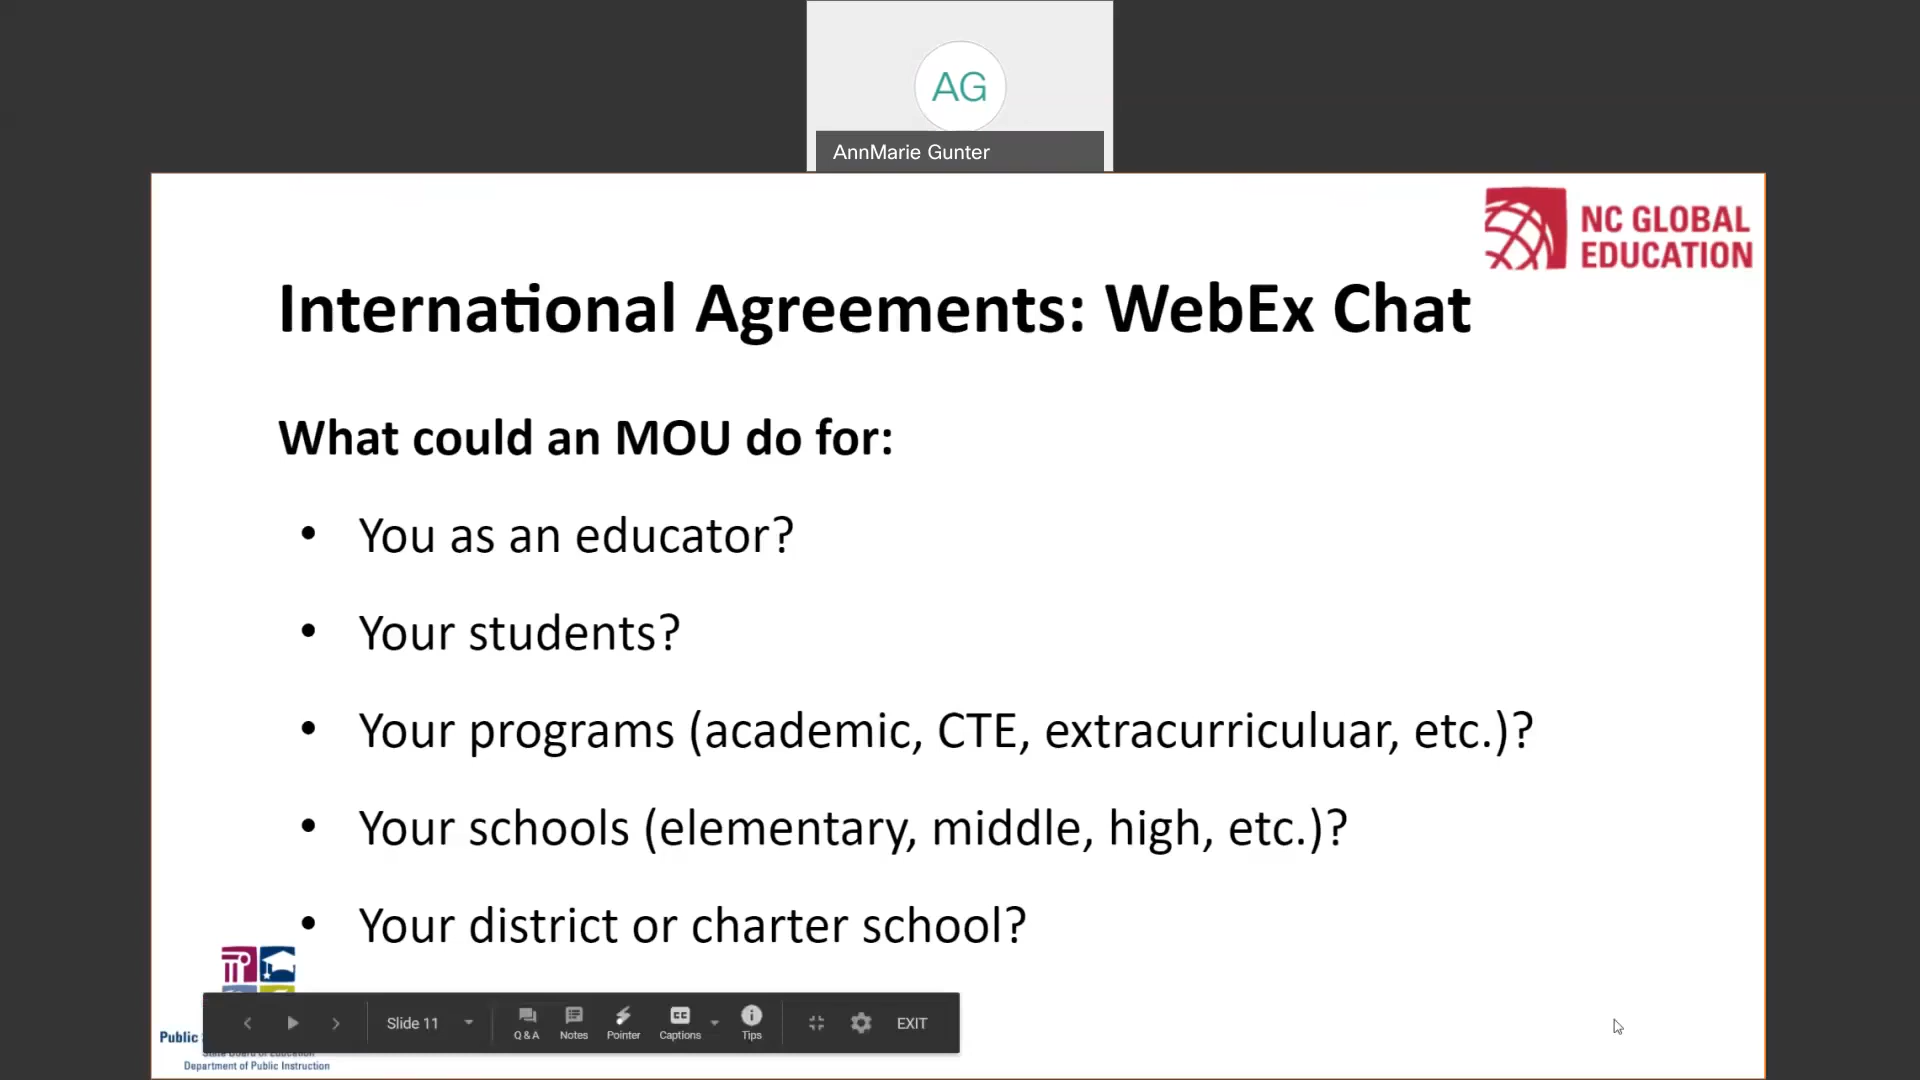 AG
AnnMarie Gunter
NC GLOBAL
EDUCATION
International Agreements: WebEx Chat
What could an MOU do for:
• You as an educator?
• Your students?
• Your programs (academic, CTE, extracurriculuar, etc.)?
• Your schools (elementary, middle, high, etc.)?
• Your district or charter school?
Slide 11
Q & A
Notes
Pointer
CC
Captions
Tips
EXIT
Public
State Board of Education
Department of Public Instruction